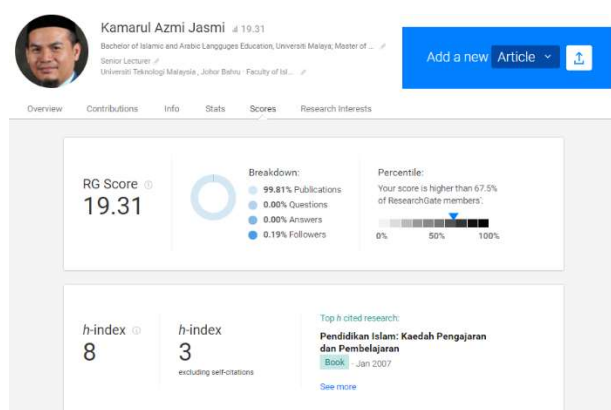 Kamarul Azmi Jasmi 19.31
Bachelor of Islamic and Arabic Langguges Education, Universiti Malaya; Master of ...
Senior Lecturer
Universiti Teknologi Malaysia, Johor Bahru · Faculty of Isl...
Add a new Article
Overview Contributions Info Stats Scores Research Interests
RG Score
19.31
Breakdown:
99.81% Publications
0.00% Questions
0.00% Answers
0.19% Followers
Percentile:
Your score is higher than 67.5%
of ResearchGate members'.
0% 50% 100%
h-index
8
h-index
3
excluding self-citations
Top h cited research:
Pendidikan Islam: Kaedah Pengajaran
dan Pembelajaran
Book · Jan 2007
See more